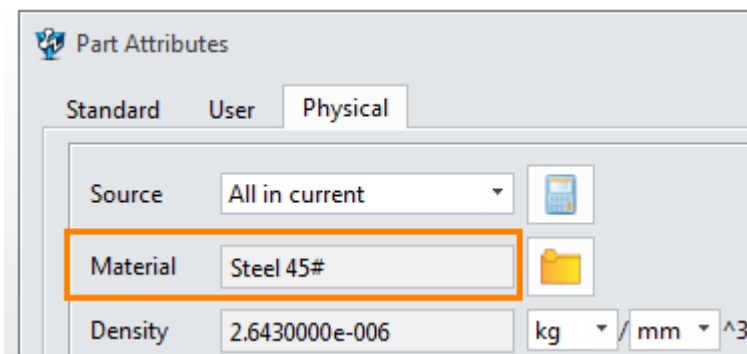 Part Attributes
Standard User Physical
Source All in current
Material Steel 45#
Density 2.6430000e-006 kg / mm ^3